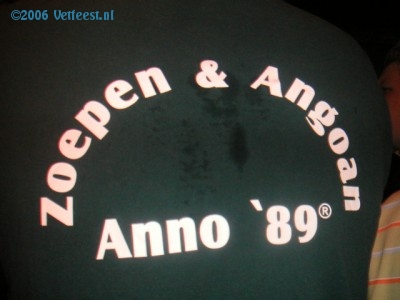 ©2006 Vetfeest.nl
Zoepen & Angoan
Anno `89®